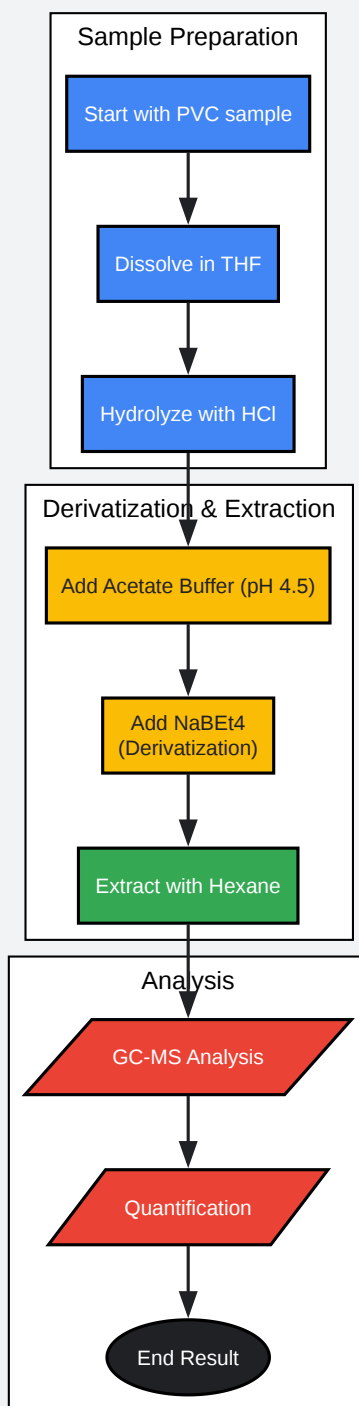 Sample Preparation
Start with PVC sample
Dissolve in THF
Hydrolyze with HCl
Derivatization & Extraction
Add Acetate Buffer (pH 4.5)
Add NaBEt4
(Derivatization)
Extract with Hexane
Analysis
GC-MS Analysis
Quantification
End Result